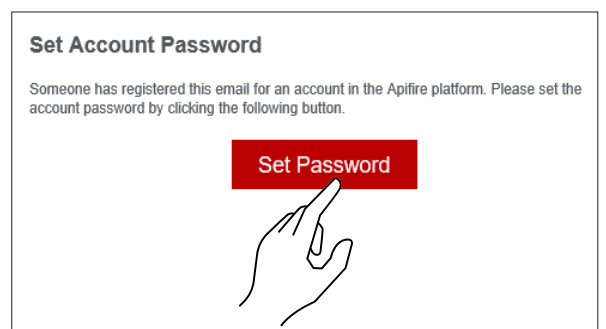 Set Account Password
Someone has registered this email for an account in the Apifire platform. Please set the
account password by clicking the following button.
Set Password